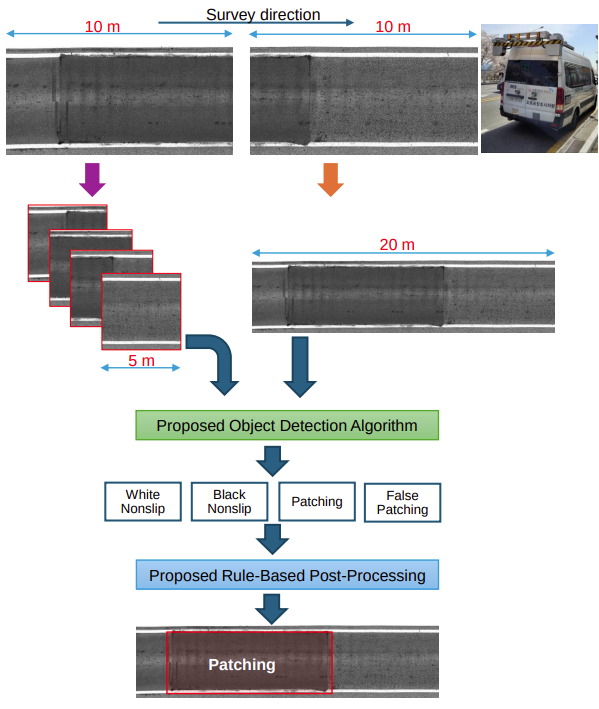 Survey direction
10 m
10 m
20 m
5 m
Proposed Object Detection Algorithm
White
Nonslip
Black
Nonslip
Patching
False
Patching
Proposed Rule-Based Post-Processing
Patching